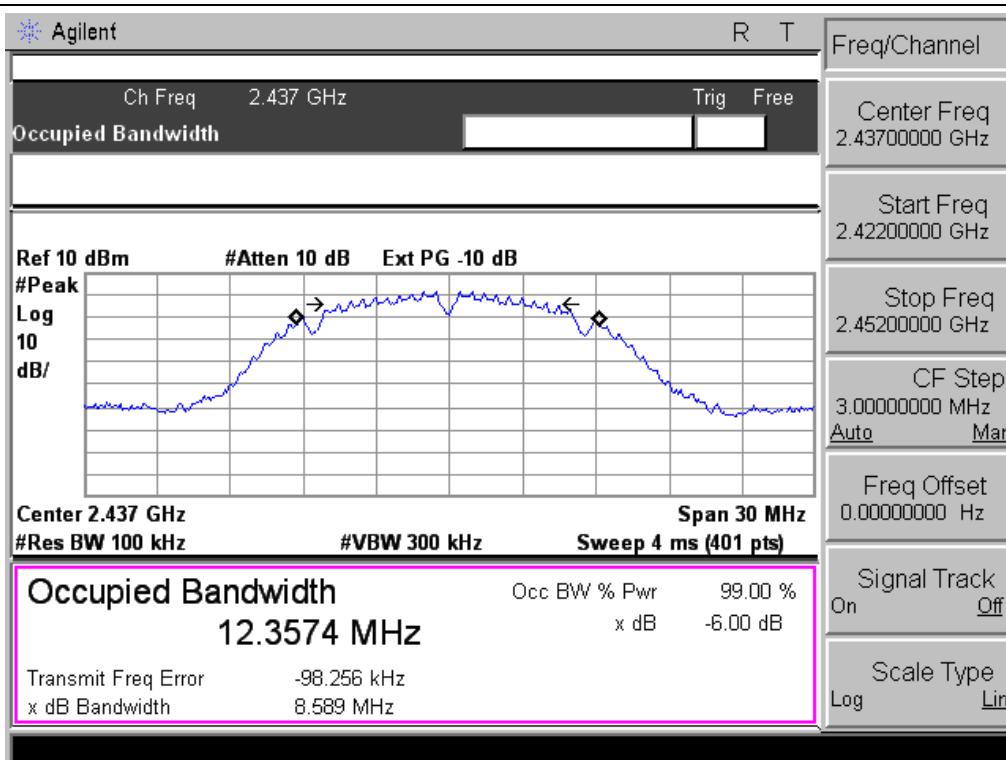 Agilent R T
Freq/Channel
Ch Freq 2.437 GHz Trig Free
Occupied Bandwidth
Center Freq
2.43700000 GHz
Start Freq
2.42200000 GHz
Ref 10 dBm #Atten 10 dB Ext PG -10 dB
#Peak
Log
10
dB/
Stop Freq
2.45200000 GHz
CF Step
3.00000000 MHz
Auto Man
Center 2.437 GHz Span 30 MHz
#Res BW 100 kHz #VBW 300 kHz Sweep 4 ms (401 pts)
Freq Offset
0.00000000 Hz
Occupied Bandwidth Occ BW % Pwr 99.00 %
12.3574 MHz x dB -6.00 dB
Transmit Freq Error -98.256 kHz
x dB Bandwidth 8.589 MHz
Signal Track
On Off
Scale Type
Log Lin